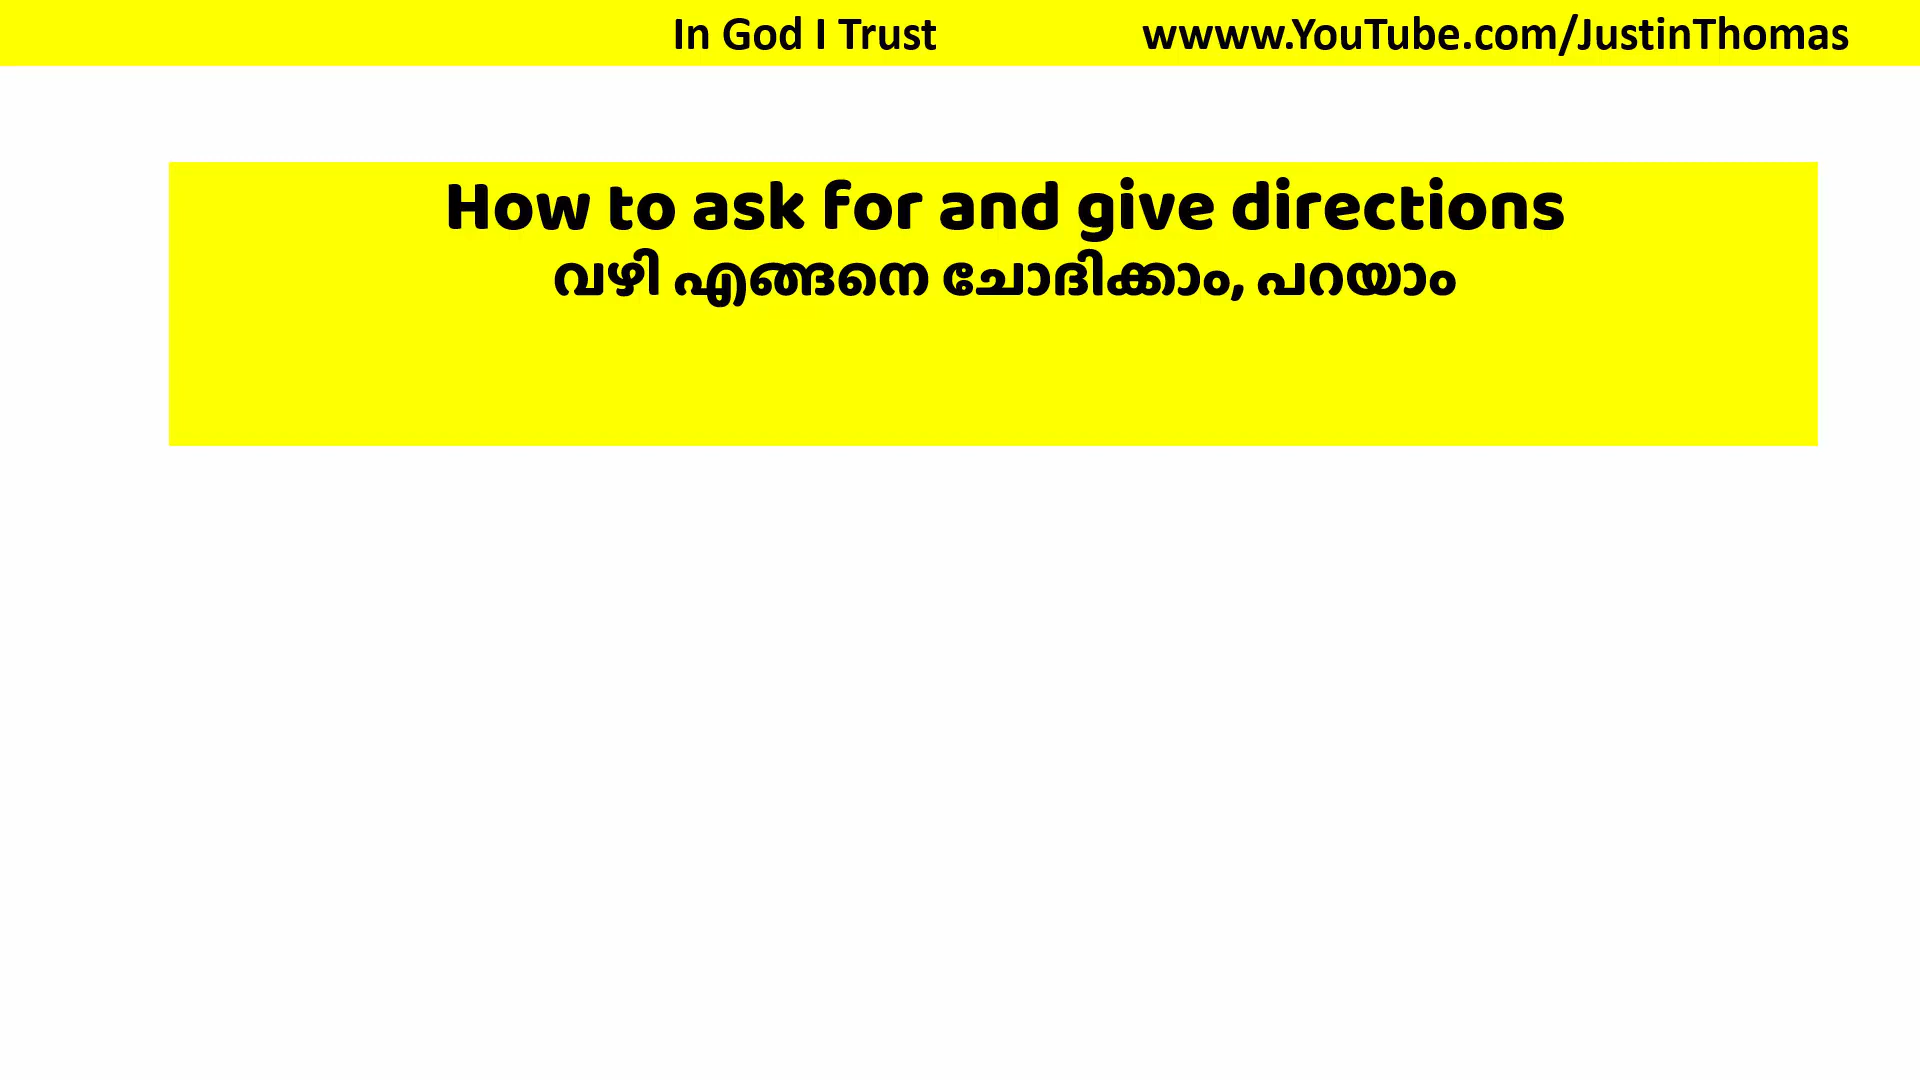 In God I Trust wwww.YouTube.com/JustinThomas
How to ask for and give directions
വഴി എങ്ങനെ ചോദിക്കാം, പറയാം